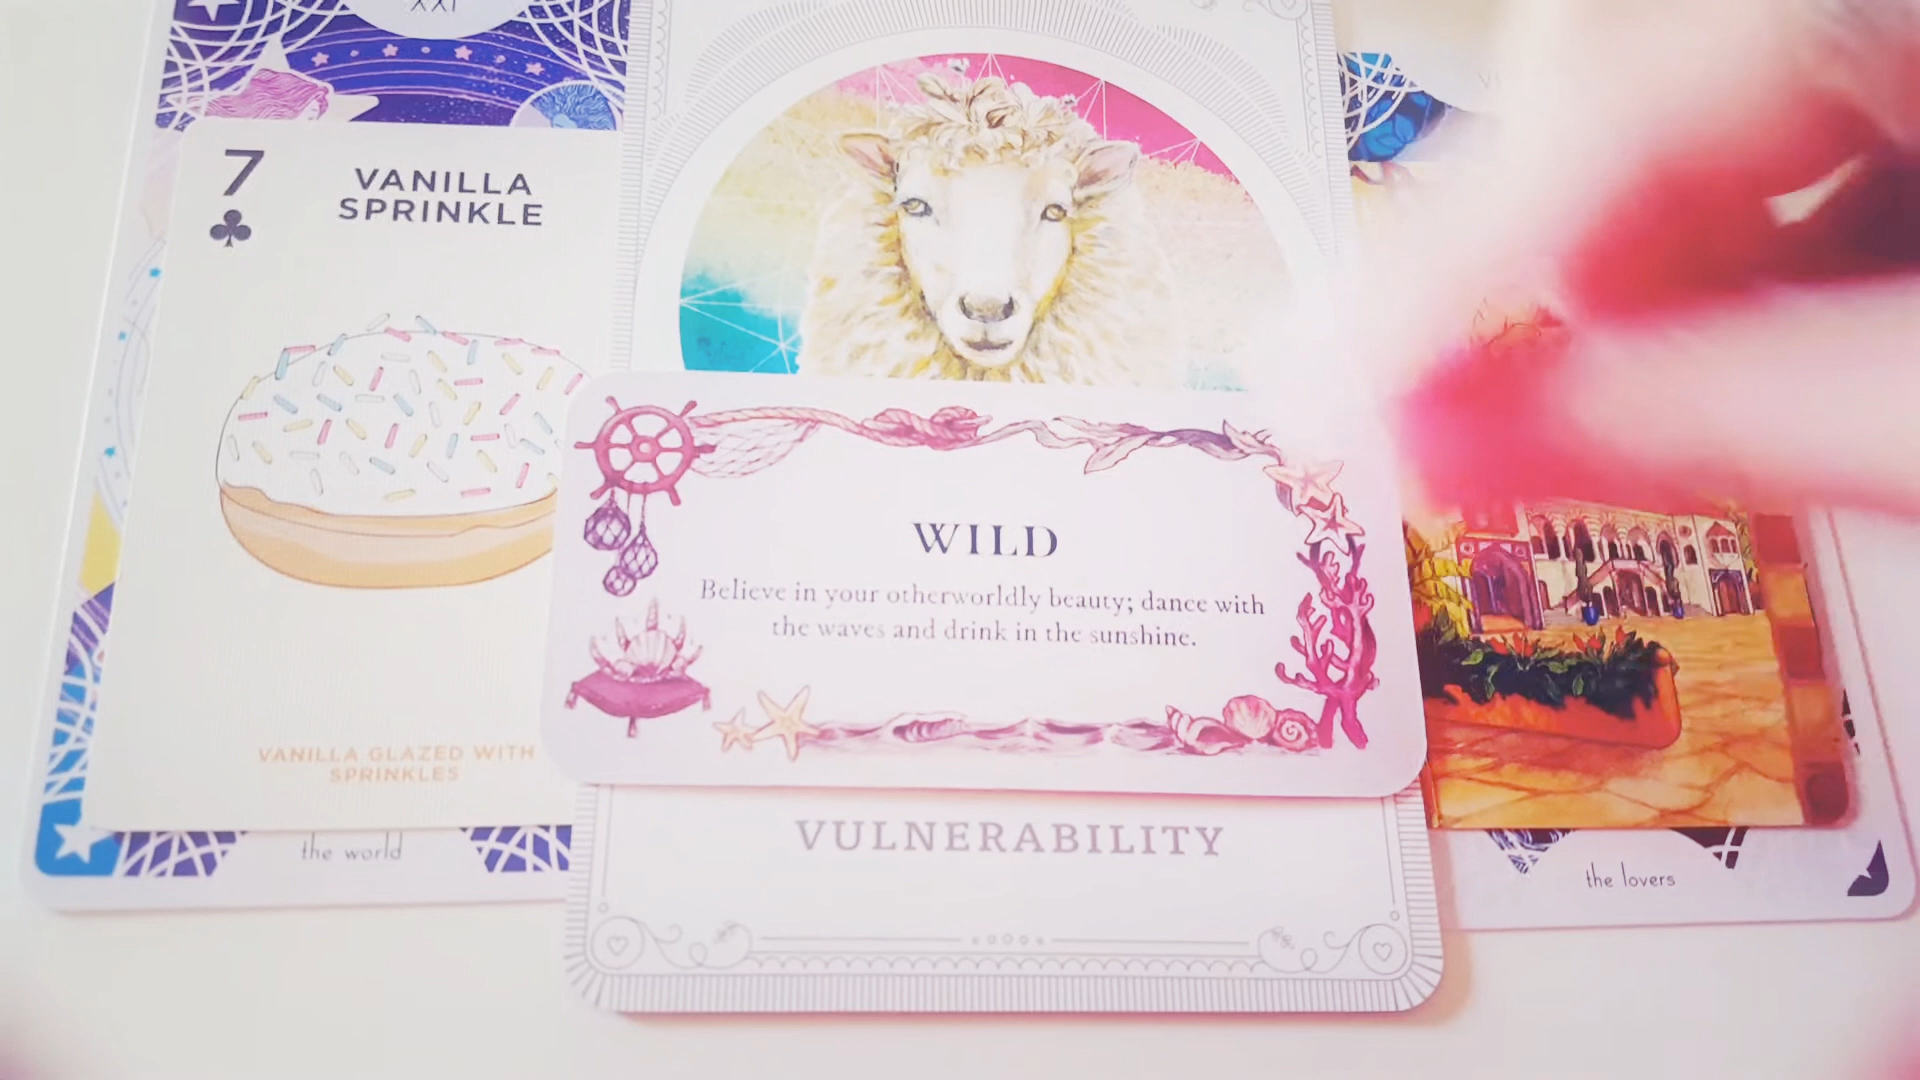 XXI
7
VANILLA
SPRINKLE
VANILLA GLAZED WITH
SPRINKLES
the world
WILD
Believe in your otherworldly beauty; dance with
the waves and drink in the sunshine.
VULNERABILITY
the lovers